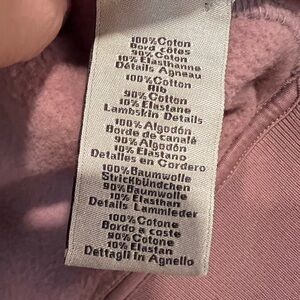 100% Coton
Bord côtes
90% Coton
10% Elasthanne
Détails Agneau
100% Cotton
Rib
90% Cotton
10% Elastane
Lambskin Details
100% Algodón
Borde de canalé
90% Algodón
10% Elastano
Detalles en Cordero
100% Baumwolle
Strickbündchen
90% Baumwolle
10% Elasthan
Details Lammleder
100% Cotone
Bordo a coste
90% Cotone
10% Elastan
Dettagli in Agnello